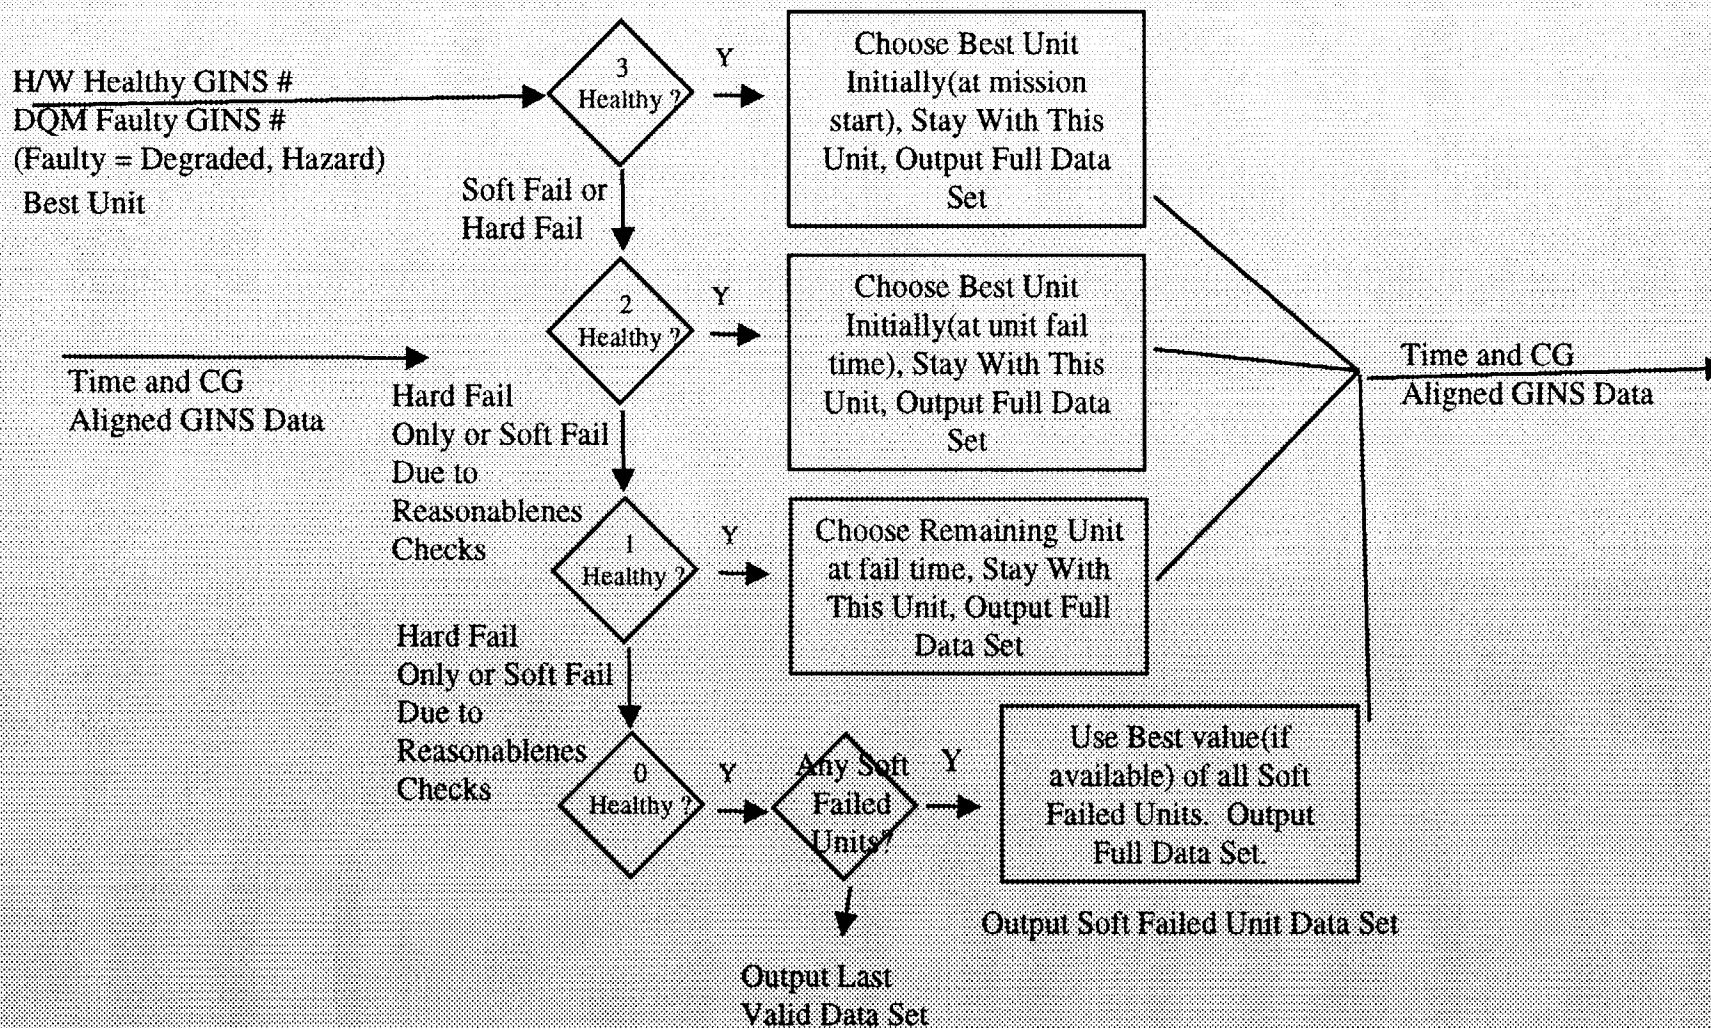 H/W Healthy GINS #
DQM Faulty GINS #
(Faulty = Degraded, Hazard)
Best Unit
3
Healthy ?
Y
Choose Best Unit
Initially(at mission
start), Stay With This
Unit, Output Full Data
Set
Soft Fail or
Hard Fail
2
Healthy ?
Y
Choose Best Unit
Initially(at unit fail
time), Stay With This
Unit, Output Full Data
Set
Time and CG
Aligned GINS Data
Time and CG
Aligned GINS Data
Hard Fail
Only or Soft Fail
Due to
Reasonablenes
Checks
1
Healthy ?
Y
Choose Remaining Unit
at fail time, Stay With
This Unit, Output Full
Data Set
Hard Fail
Only or Soft Fail
Due to
Reasonablenes
Checks
0
Healthy ?
Y
Any Soft
Failed
Units?
Y
Use Best value(if
available) of all Soft
Failed Units. Output
Full Data Set.
Output Soft Failed Unit Data Set
Output Last
Valid Data Set